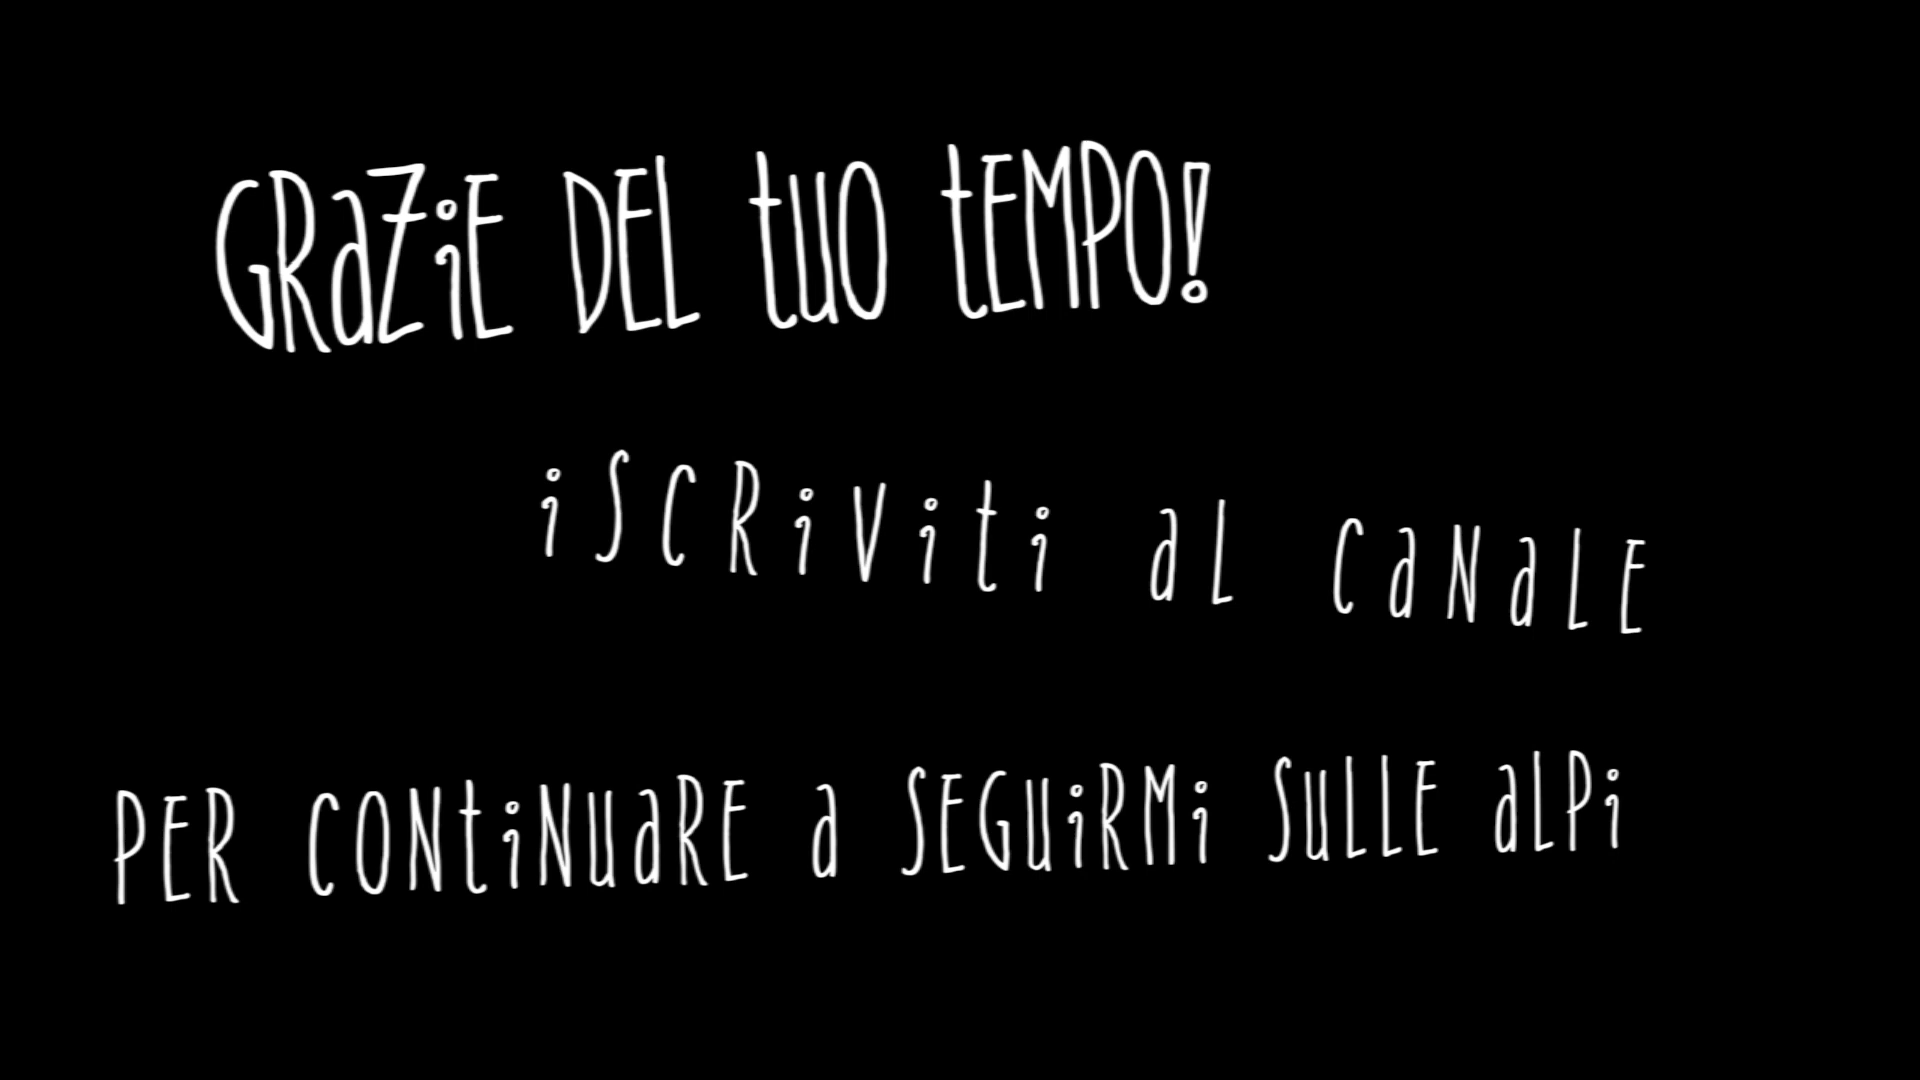 GRaZiE DEL tUO tEMPO!
iSCRiViti aL CaNaLE
PER CONtiNUaRE a SEGUiRMi SULLE aLPi